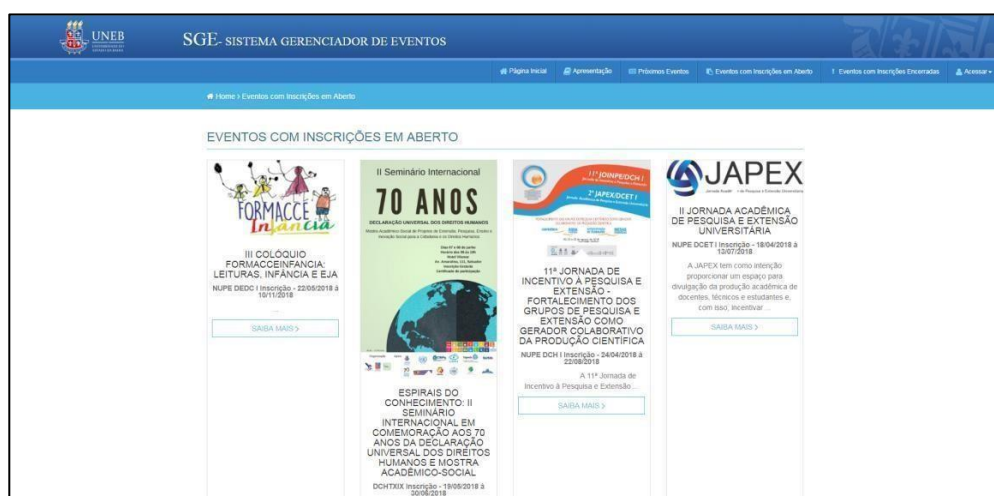 UNEB
SGE- SISTEMA GERENCIADOR DE EVENTOS
Página Inicial
Apresentação
Próximos Eventos
Eventos com Inscrições em Aberto
Eventos com Inscrições Encerradas
Acessar
Home > Eventos com Inscrições em Aberto
EVENTOS COM INSCRIÇÕES EM ABERTO
FORMACCE
Infância
III COLÓQUIO
FORMACCEINFANCIA:
LEITURAS, INFÂNCIA E EJA
NUPE DEDC I Inscrição - 22/05/2018 à
10/11/2018
...
SAIBA MAIS >
II Seminário Internacional
70 ANOS
DECLARAÇÃO UNIVERSAL DOS DIREITOS HUMANOS
ESPIRAIS DO
CONHECIMENTO: II
SEMINÁRIO
INTERNACIONAL EM
COMEMORAÇÃO AOS 70
ANOS DA DECLARAÇÃO
UNIVERSAL DOS DIREITOS
HUMANOS E MOSTRA
ACADÊMICO-SOCIAL
DCHTXIX Inscrição - 19/05/2018 à
30/06/2018
11ª JOINPE/DCH I
2ª JAPEX/DCET I
11ª JORNADA DE
INCENTIVO À PESQUISA E
EXTENSÃO -
FORTALECIMENTO DOS
GRUPOS DE PESQUISA E
EXTENSÃO COMO
GERADOR COLABORATIVO
DA PRODUÇÃO CIENTÍFICA
NUPE DCH I Inscrição - 24/04/2018 à
22/08/2018
A 11ª Jornada de
Incentivo à Pesquisa e Extensão ...
SAIBA MAIS >
JAPEX
II JORNADA ACADÊMICA
DE PESQUISA E EXTENSÃO
UNIVERSITÁRIA
NUPE DCET I Inscrição - 18/04/2018 à
12/07/2018
A JAPEX tem como intenção
proporcionar um espaço para
divulgação da produção acadêmica de
docentes, técnicos e estudantes e,
com isso, incentivar ...
SAIBA MAIS >